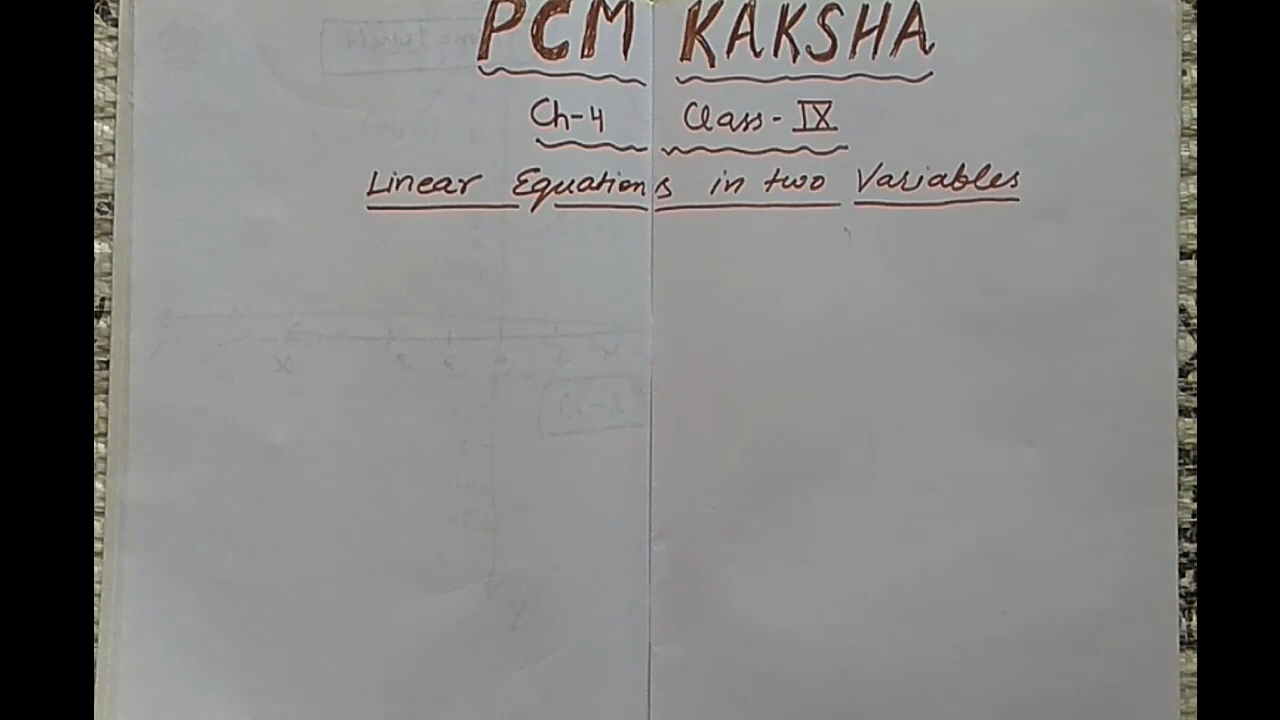 PCM KAKSHA
Ch-4 Class-IX
Linear Equations in two Variables